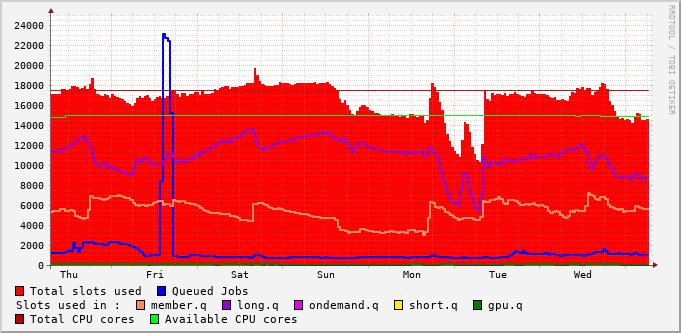 24000
22000
20000
18000
16000
14000
12000
10000
8000
6000
4000
2000
0
Thu Fri Sat Sun Mon Tue Wed
RRDTOOL / TOBI OETIKER
Total slots used Queued Jobs
Slots used in : member.q long.q ondemand.q short.q gpu.q
Total CPU cores Available CPU cores